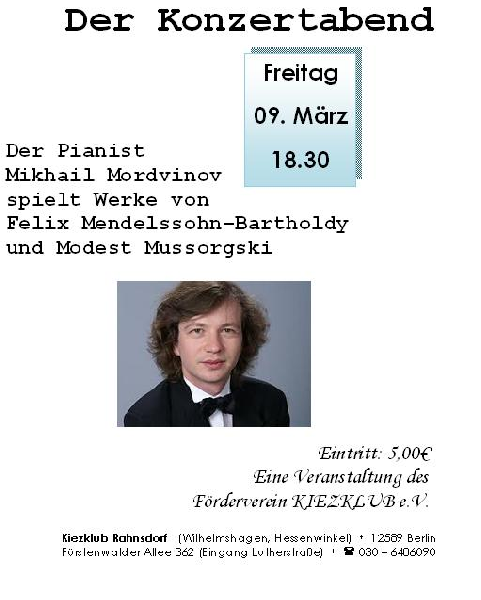 Der Konzertabend
Freitag
09. März
18.30
Der Pianist
Mikhail Mordvinov
spielt Werke von
Felix Mendelssohn-Bartholdy
und Modest Mussorgski
Eintritt: 5,00€
Eine Veranstaltung des
Förderverein KIEZKLUB e.V.
Kiezklub Rahnsdorf (Wilhelmshagen, Hessenwinkel) * 12589 Berlin
Fürstenwalder Allee 362 (Eingang Lutherstraße) * ☎ 030 – 6406090